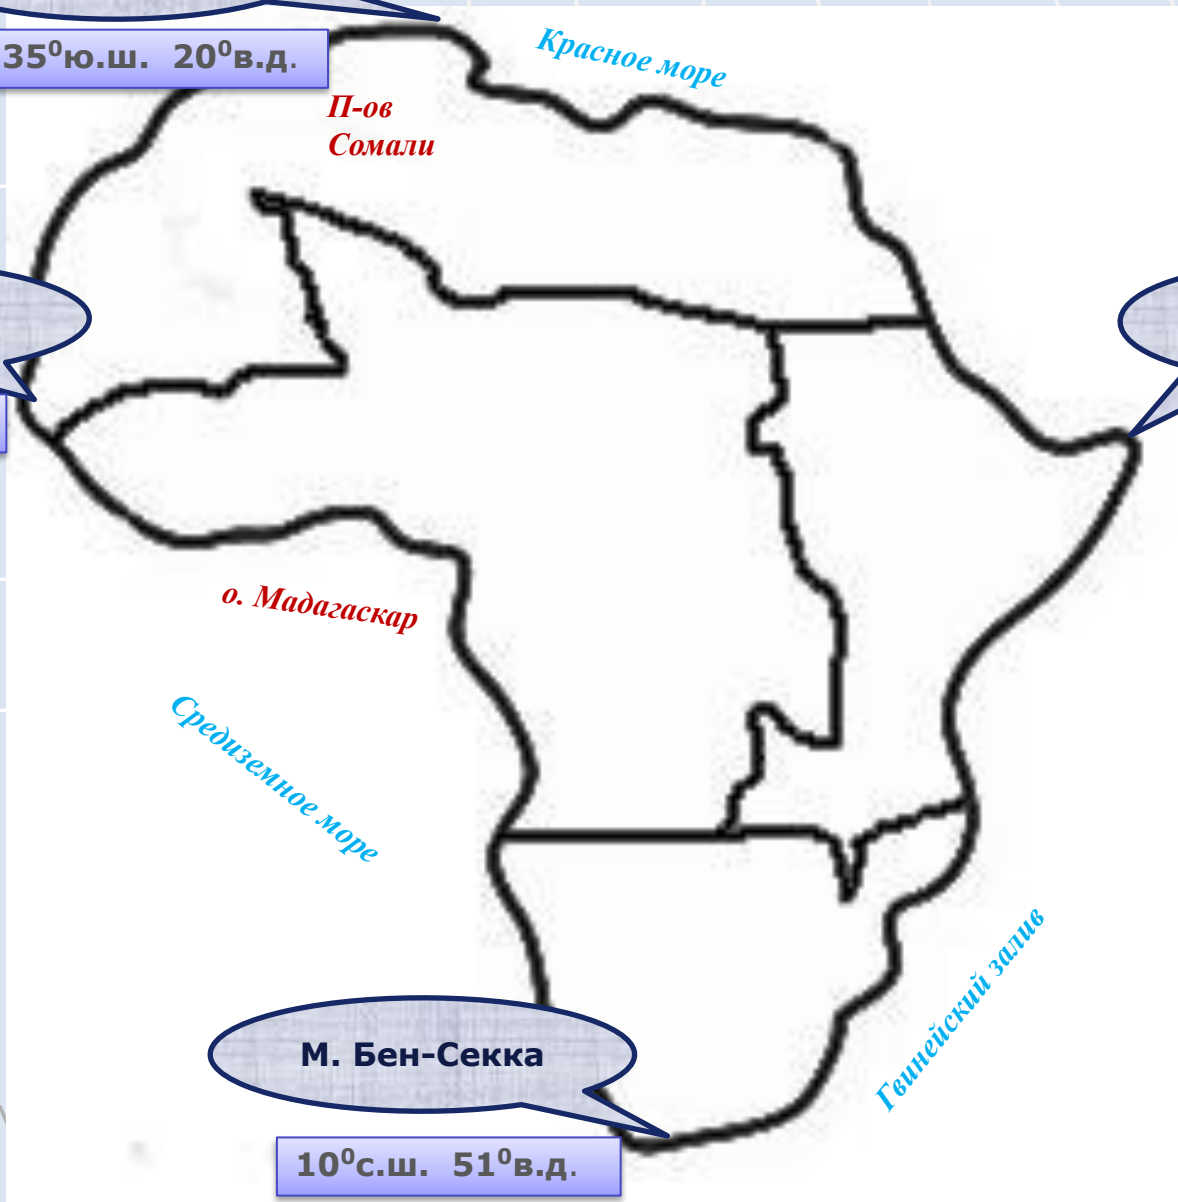 35⁰ю.ш. 20⁰в.д.
Красное море
П-ов
Сомали
о. Мадагаскар
Средиземное море
Гвинейский залив
М. Бен-Секка
10⁰с.ш. 51⁰в.д.